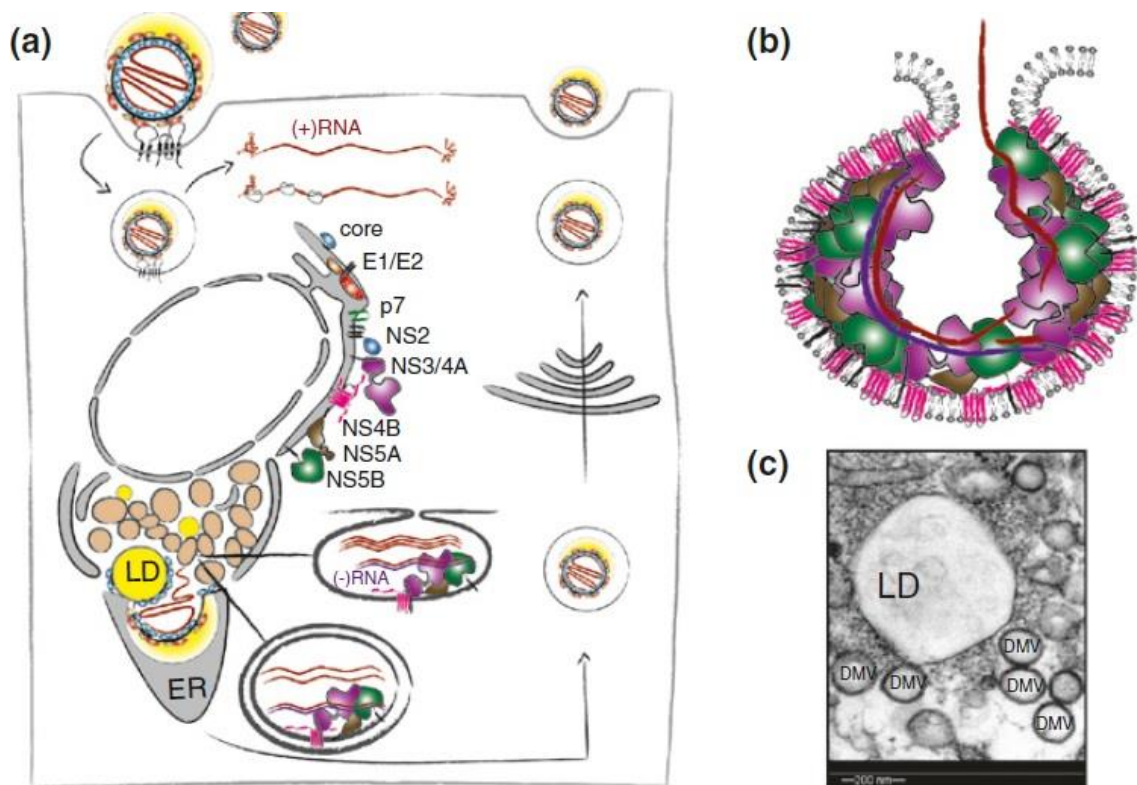 (a)
(+)RNA
core
E1/E2
p7
NS2
NS3/4A
NS4B
NS5A
NS5B
LD
(-)RNA
ER
(b)
(c)
LD
DMV
DMV
DMV
DMV
DMV
200 nm